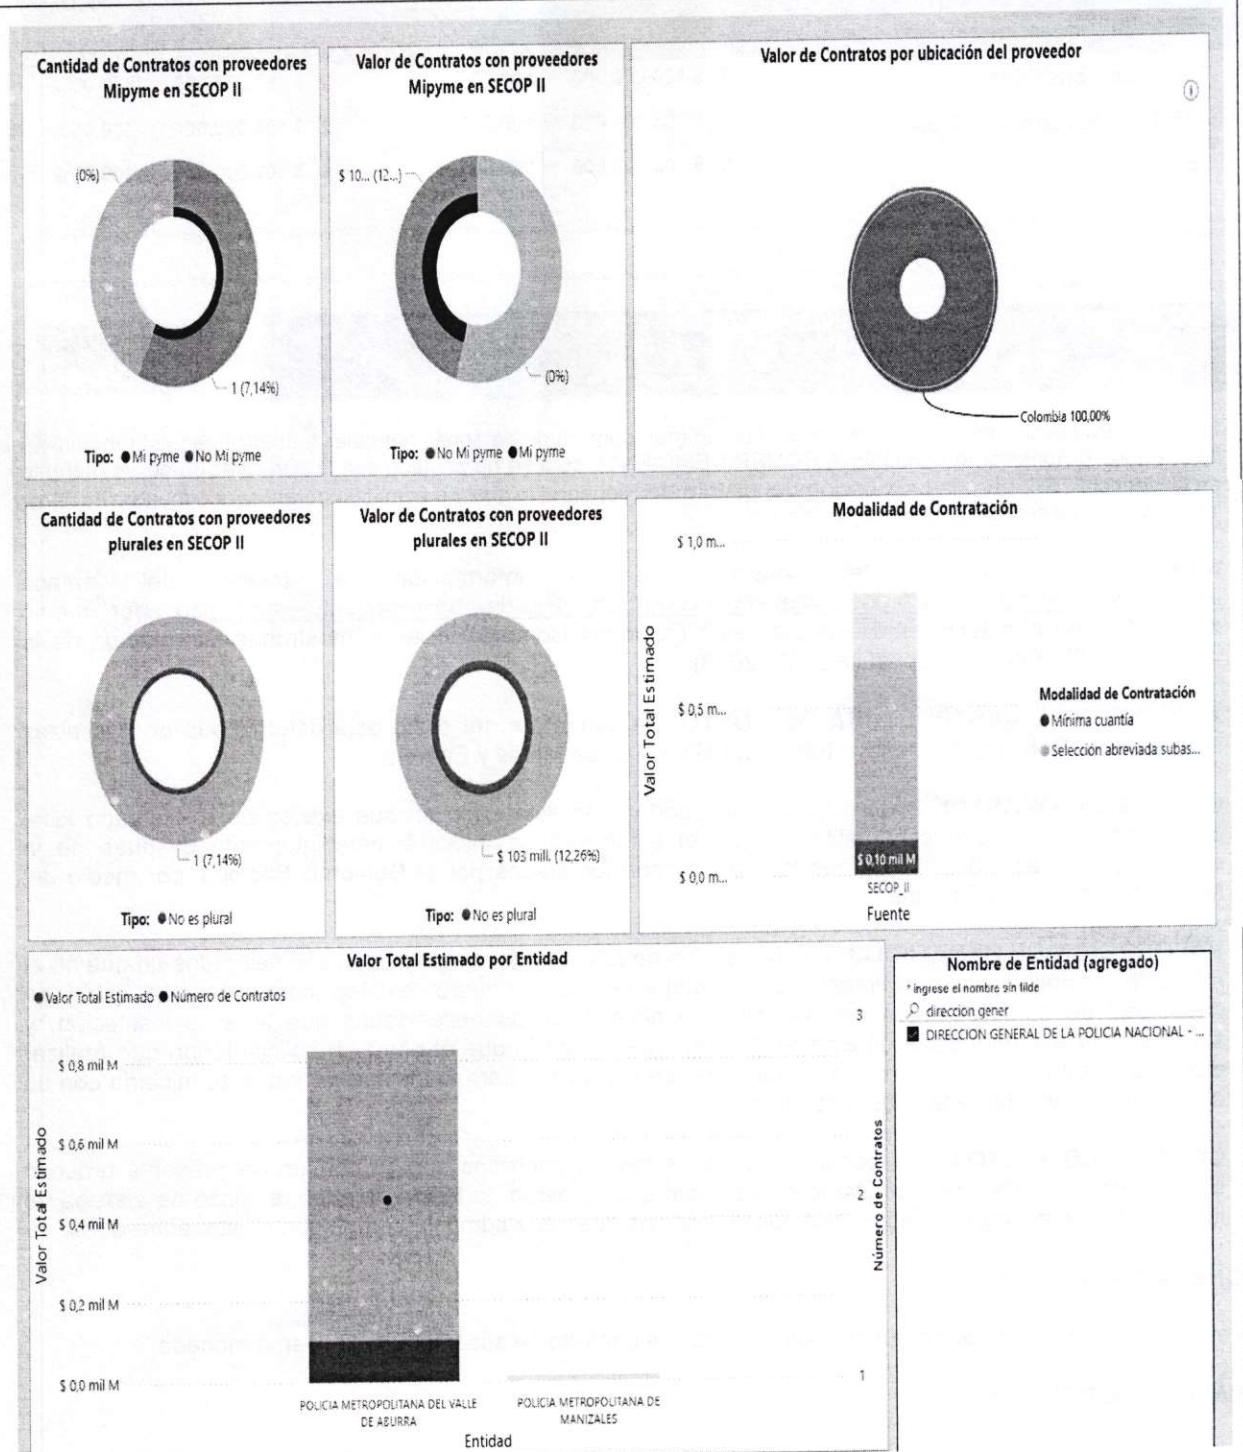 Cantidad de Contratos con proveedores
Mipyme en SECOP II
(0%)
1 (7,14%)
Tipo: Mi pyme No Mi pyme
Valor de Contratos con proveedores
Mipyme en SECOP II
$ 10... (12...)
(0%)
Tipo: No Mi pyme Mi pyme
Valor de Contratos por ubicación del proveedor
Colombia 100,00%
Cantidad de Contratos con proveedores
plurales en SECOP II
1 (7,14%)
Tipo: No es plural
Valor de Contratos con proveedores
plurales en SECOP II
$ 103 mill. (12,26%)
Tipo: No es plural
Modalidad de Contratación
$ 1,0 m...
$ 0,5 m...
$ 0,0 m...
Valor Total Estimado
$ 0,10 mil M
SECOP_II
Fuente
Modalidad de Contratación
Mínima cuantía
Selección abreviada subas...
Valor Total Estimado por Entidad
Valor Total Estimado Número de Contratos
$ 0,8 mil M
$ 0,6 mil M
$ 0,4 mil M
$ 0,2 mil M
$ 0,0 mil M
Valor Total Estimado
3
2
1
Número de Contratos
POLICIA METROPOLITANA DEL VALLE
DE ABURRA
POLICIA METROPOLITANA DE
MANIZALES
Entidad
Nombre de Entidad (agregado)
* ingrese el nombre sin tilde
direccion gener
DIRECCION GENERAL DE LA POLICIA NACIONAL - ...